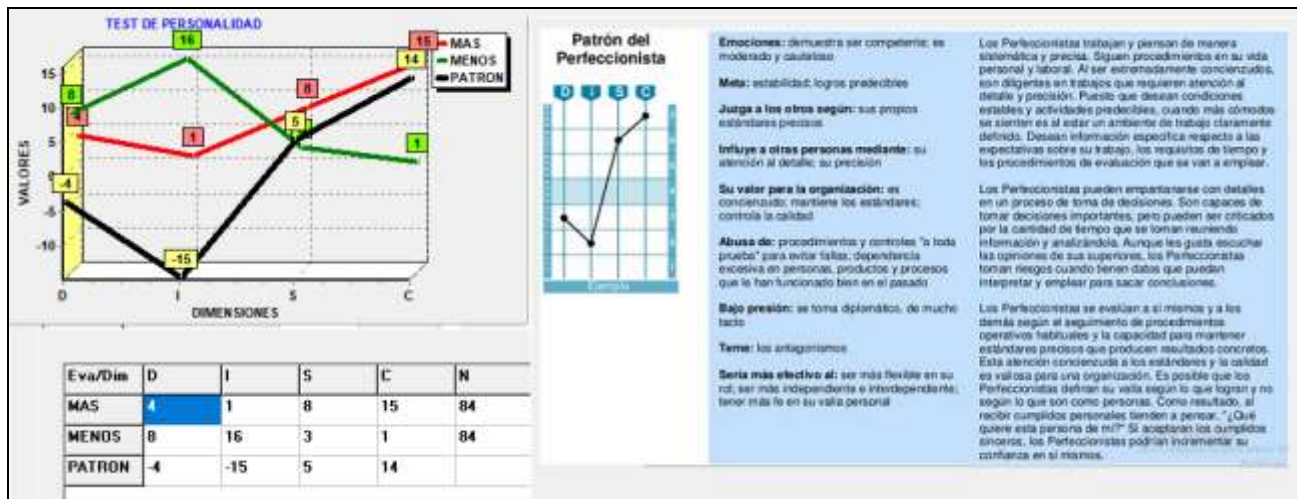 TEST DE PERSONALIDAD
MAS
MENOS
PATRON
VALORES
15
10
5
0
-5
-10
8
4
-4
16
1
-15
8
5
15
14
1
D
I
S
C
DIMENSIONES
Eva/Dim D I S C N
MAS 4 1 8 15 84
MENOS 8 16 3 1 84
PATRON -4 -15 5 14
Patrón del
Perfeccionista
D I S C
Ejemplo
Emociones: demuestra ser competente; es
moderado y cauteloso
Meta: estabilidad; logros predecibles
Juzga a los otros según: sus propios
estándares precisos
Influye a otras personas mediante: su
atención al detalle; su precisión
Su valor para la organización: es
concienzudo; mantiene los estándares;
controla la calidad
Abusa de: procedimientos y controles "a toda
prueba" para evitar fallas; dependencia
excesiva en personas, productos y procesos
que le han funcionado bien en el pasado
Bajo presión: se torna diplomático, de mucho
tacto
Teme: los antagonismos
Sería más efectivo al: ser más flexible en su
rol; ser más independiente e interdependiente;
tener más fe en su valía personal
Los Perfeccionistas trabajan y piensan de manera
sistemática y precisa. Siguen procedimientos en su vida
personal y laboral. Al ser extremadamente concienzudos,
son diligentes en trabajos que requieren atención al
detalle y precisión. Puesto que desean condiciones
estables y actividades predecibles, cuando más cómodos
se sienten es al estar un ambiente de trabajo claramente
definido. Desean información específica respecto a las
expectativas sobre su trabajo, los requisitos de tiempo y
los procedimientos de evaluación que se van a emplear.
Los Perfeccionistas pueden empantanarse con detalles
en un proceso de toma de decisiones. Son capaces de
tomar decisiones importantes, pero pueden ser criticados
por la cantidad de tiempo que se toman reuniendo
información y analizándola. Aunque les gusta escuchar
las opiniones de sus superiores, los Perfeccionistas
toman riesgos cuando tienen datos que puedan
interpretar y emplear para sacar conclusiones.
Los Perfeccionistas se evalúan a sí mismos y a los
demás según el seguimiento de procedimientos
operativos habituales y la capacidad para mantener
estándares precisos que producen resultados concretos.
Esta atención concienzuda a los estándares y la calidad
es valiosa para una organización. Es posible que los
Perfeccionistas definan su valía según lo que logran y no
según lo que son como personas. Como resultado, al
recibir cumplidos personales tienden a pensar, "¿Qué
quiere esta persona de mí?" Si aceptaran los cumplidos
sinceros, los Perfeccionistas podrían incrementar su
confianza en sí mismos.